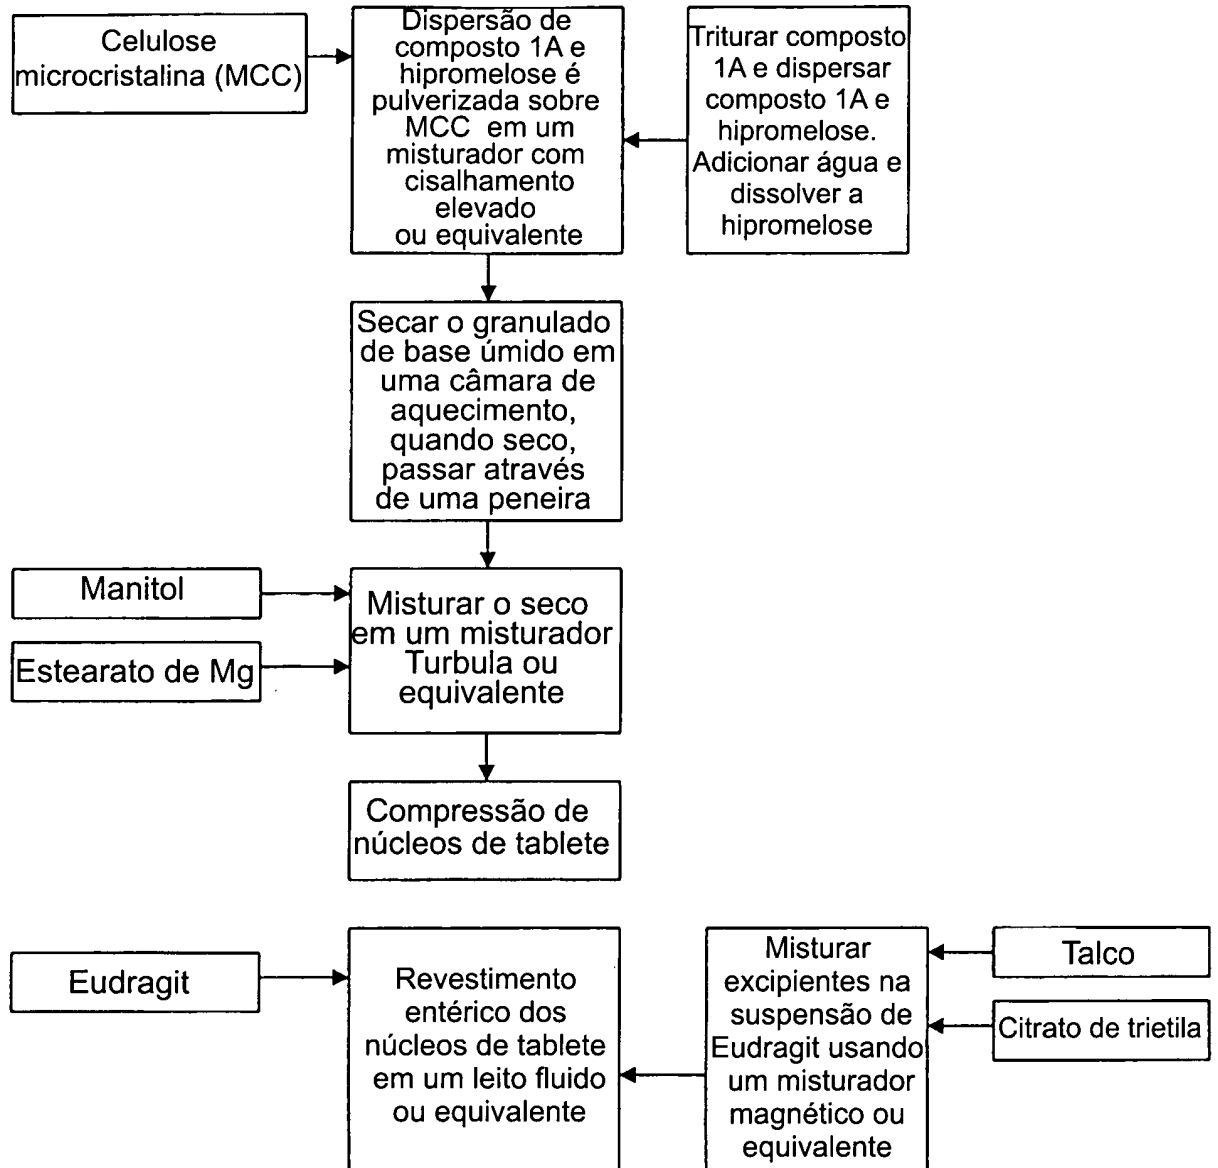 Celulose
microcristalina (MCC)
Dispersão de
composto 1A e
hipromelose é
pulverizada sobre
MCC em um
misturador com
cisalhamento
elevado
ou equivalente
Triturar composto
1A e dispersar
composto 1A e
hipromelose.
Adicionar água e
dissolver a
hipromelose
Secar o granulado
de base úmido em
uma câmara de
aquecimento,
quando seco,
passar através
de uma peneira
Manitol
Estearato de Mg
Misturar o seco
em um misturador
Turbula ou
equivalente
Compressão de
núcleos de tablete
Eudragit
Revestimento
entérico dos
núcleos de tablete
em um leito fluido
ou equivalente
Misturar
excipientes na
suspensão de
Eudragit usando
um misturador
magnético ou
equivalente
Talco
Citrato de trietila